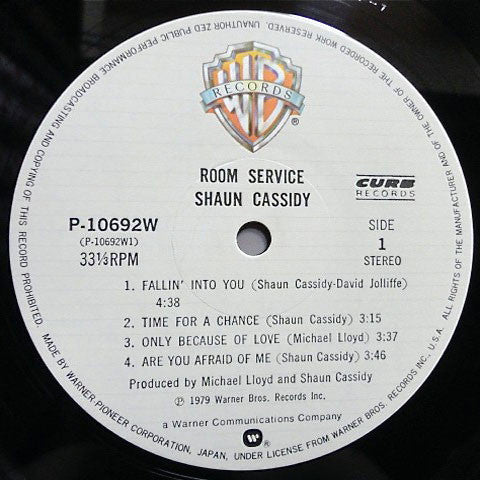 WB
RECORDS
®
ROOM SERVICE
SHAUN CASSIDY
CURB
RECORDS
P-10692W
(P-10692W1)
33⅓RPM
SIDE
1
STEREO
1. FALLIN' INTO YOU (Shaun Cassidy-David Jolliffe)
4:38
2. TIME FOR A CHANCE (Shaun Cassidy) 3:15
3. ONLY BECAUSE OF LOVE (Michael Lloyd) 3:37
4. ARE YOU AFRAID OF ME (Shaun Cassidy) 3:46
Produced by Michael Lloyd and Shaun Cassidy
℗ 1979 Warner Bros. Records Inc.
a Warner Communications Company
MADE BY WARNER-PIONEER CORPORATION, JAPAN, UNDER LICENSE FROM WARNER BROS. RECORDS INC., U.S.A. ALL RIGHTS OF THE MANUFACTURER AND OF THE OWNER OF THE RECORDED WORK RESERVED. UNAUTHORIZED PUBLIC PERFORMANCE BROADCASTING AND COPYING OF THIS RECORD PROHIBITED.